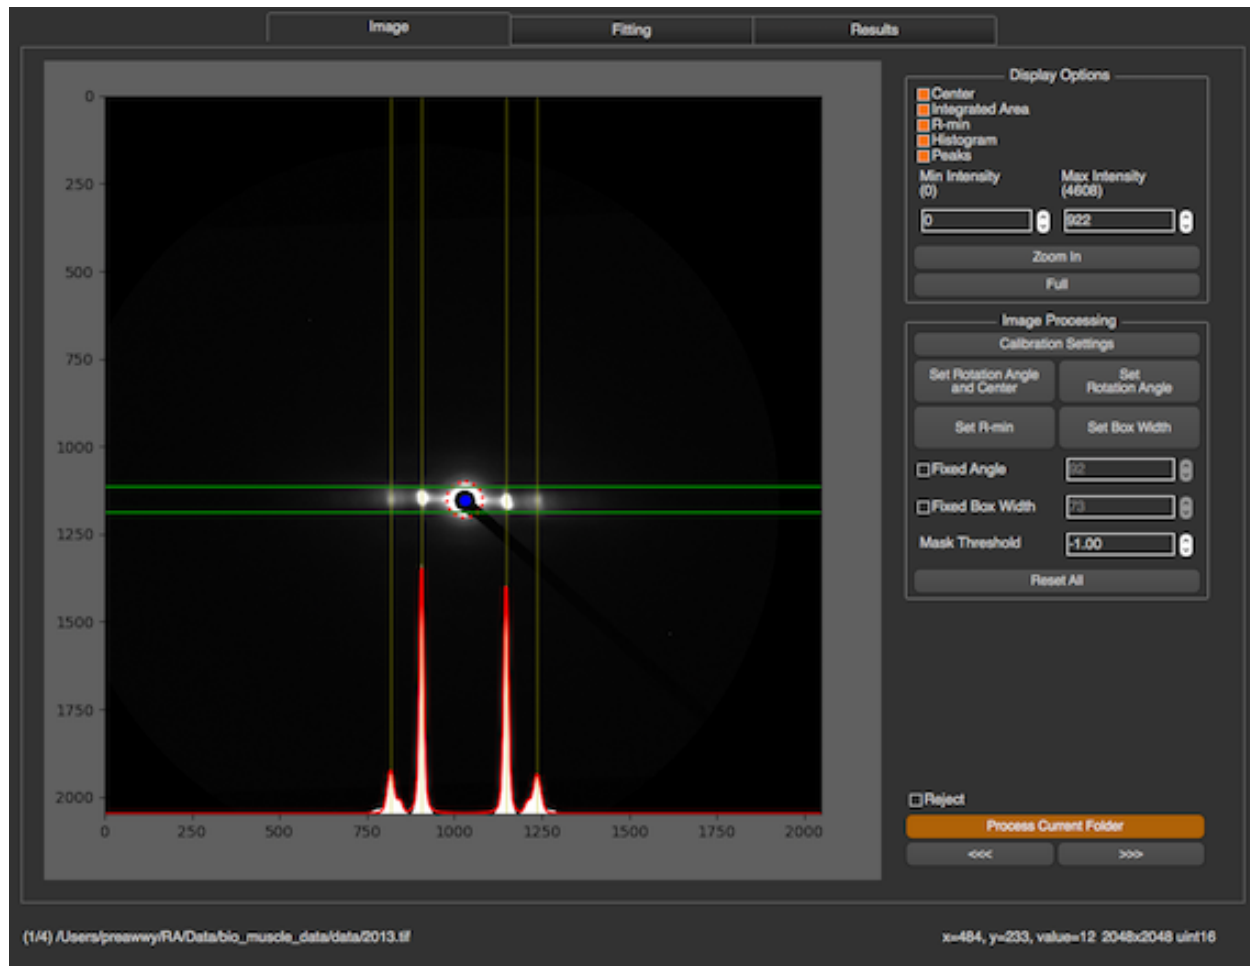 Image Fitting Results
Display Options
Center
Integrated Area
R-min
Histogram
Peaks
Min Intensity Max Intensity
(0) (4608)
0 922
Zoom In
Full
Image Processing
Calibration Settings
Set Rotation Angle and Center
Set Rotation Angle
Set R-min Set Box Width
Fixed Angle 92
Fixed Box Width 73
Mask Threshold -1.00
Reset All
0
250
500
750
1000
1250
1500
1750
2000
0 250 500 750 1000 1250 1500 1750 2000
Reject
Process Current Folder
<<< >>>
(1/4) /Users/preawwy/RA/Data/bio_muscle_data/data/2013.tif x=484, y=233, value=12 2048x2048 uint16